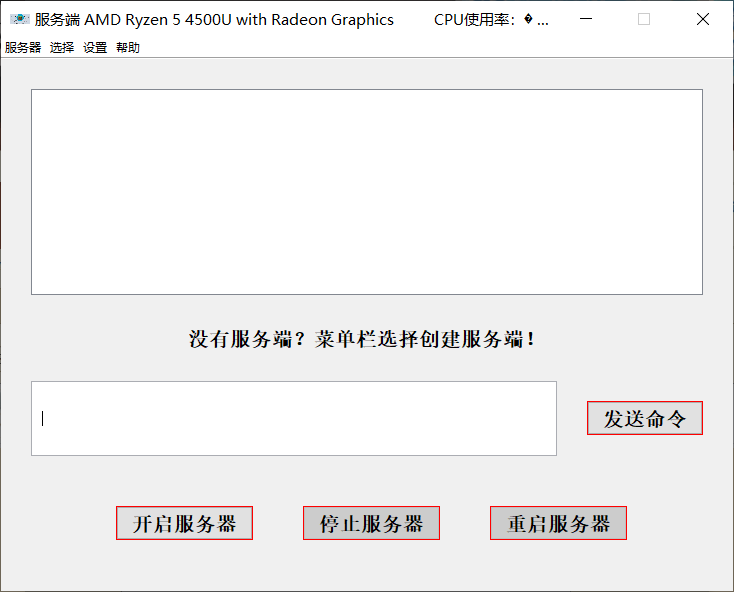 服务端 AMD Ryzen 5 4500U with Radeon Graphics CPU使用率：� ...
服务器 选择 设置 帮助
没有服务端？菜单栏选择创建服务端！
发送命令
开启服务器 停止服务器 重启服务器